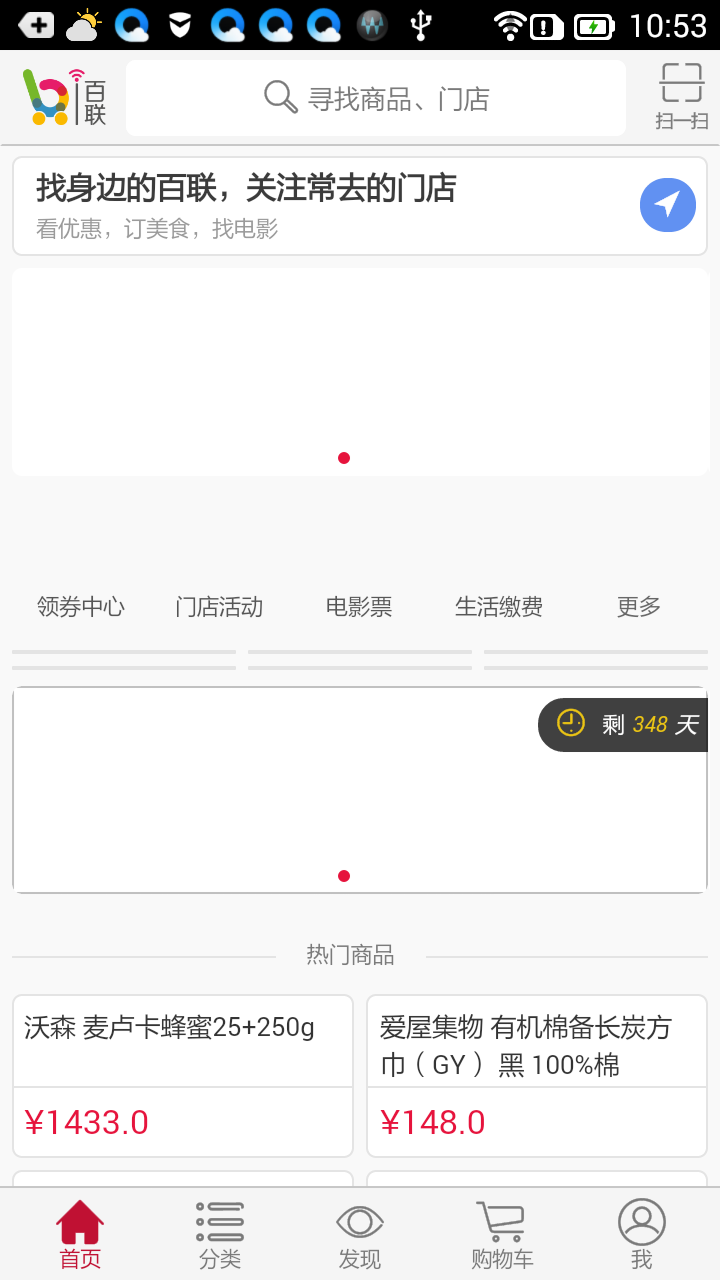 10:53
百联
寻找商品、门店
扫一扫
找身边的百联，关注常去的门店
看优惠，订美食，找电影
领券中心 门店活动 电影票 生活缴费 更多
剩 348 天
热门商品
沃森 麦卢卡蜂蜜25+250g
¥1433.0
爱屋集物 有机棉备长炭方
巾（GY）黑 100%棉
¥148.0
首页 分类 发现 购物车 我